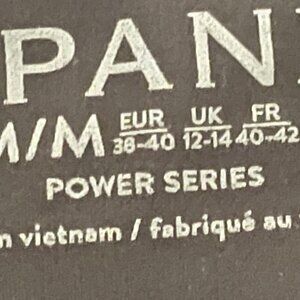 PAN
M/M EUR 38-40 UK 12-14 FR 40-42
POWER SERIES
n vietnam / fabriqué au